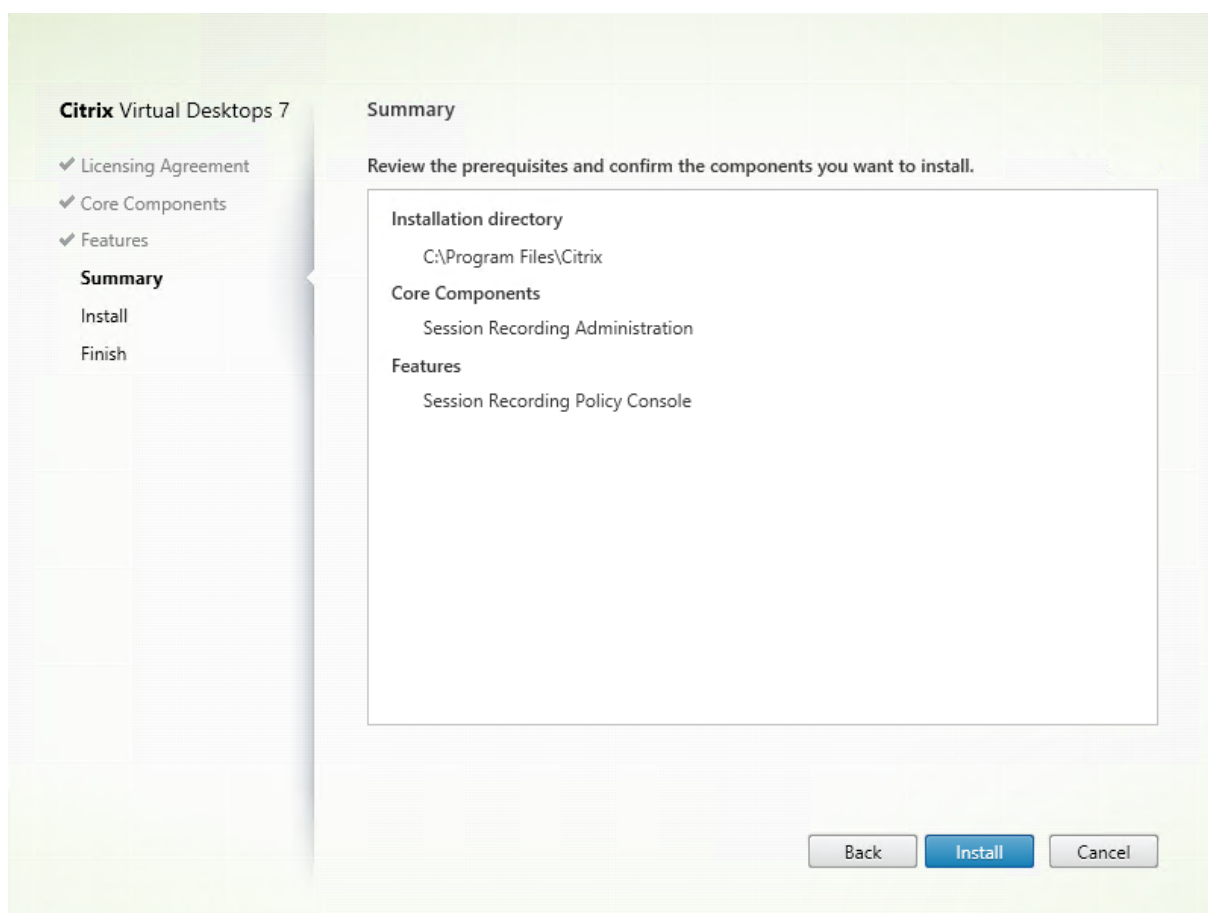 Citrix Virtual Desktops 7
Licensing Agreement
Core Components
Features
Summary
Install
Finish
Summary
Review the prerequisites and confirm the components you want to install.
Installation directory
C:\Program Files\Citrix
Core Components
Session Recording Administration
Features
Session Recording Policy Console
Back Install Cancel